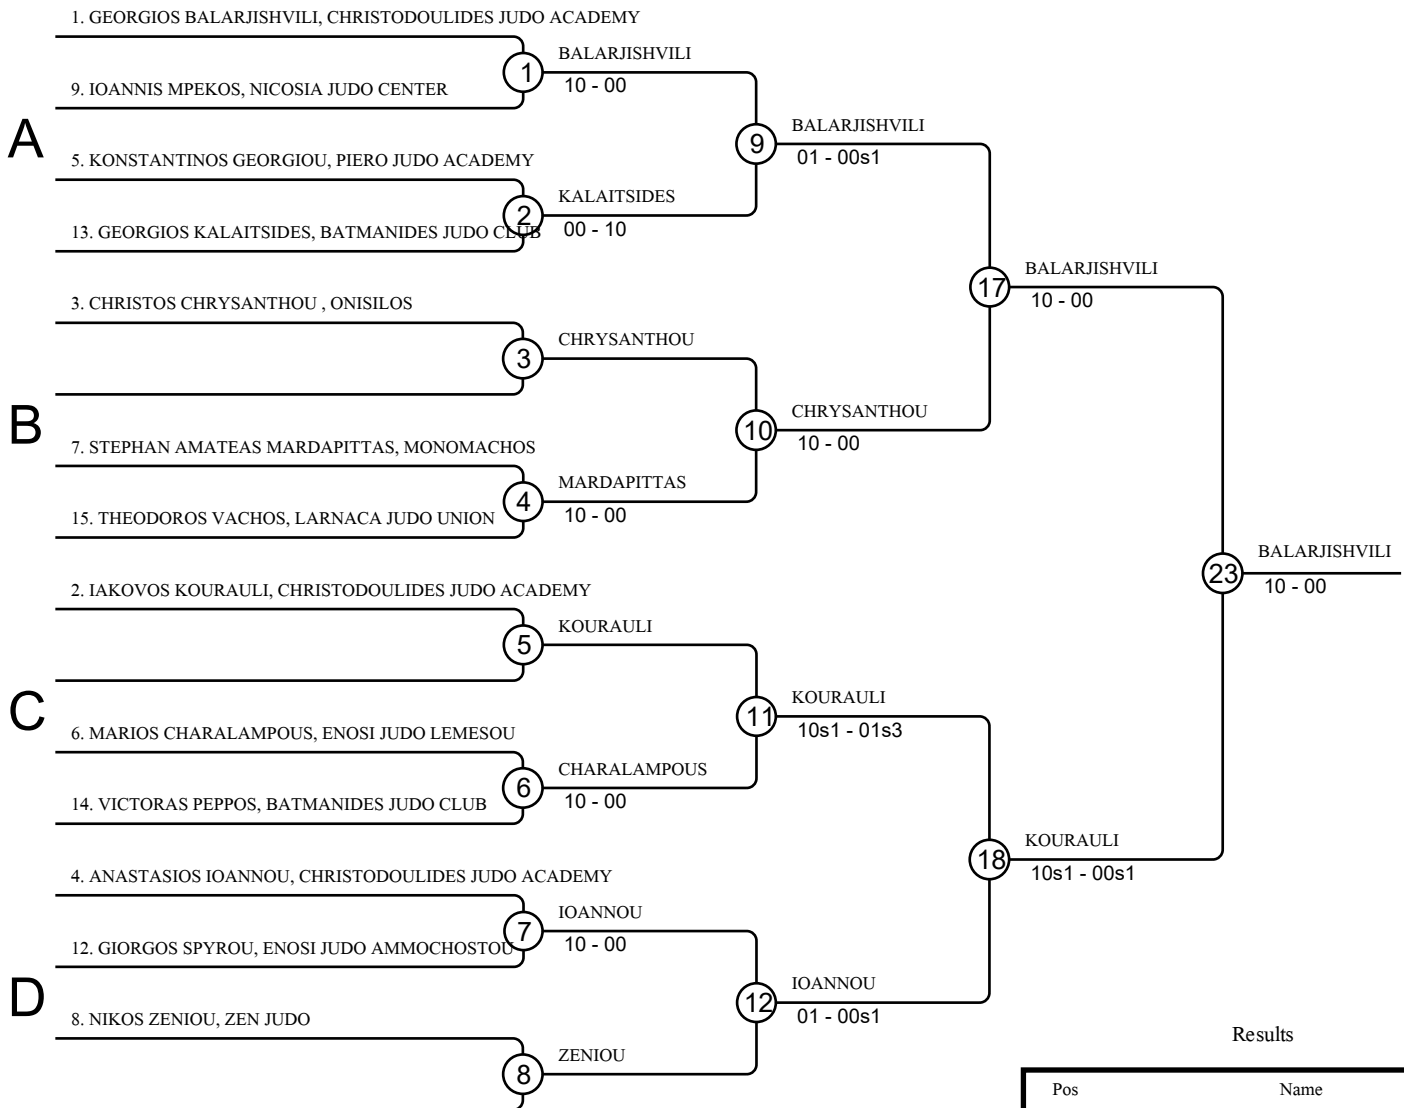 1. GEORGIOS BALARJISHVILI, CHRISTODOULIDES JUDO ACADEMY
1
BALARJISHVILI
10 - 00
9. IOANNIS MPEKOS, NICOSIA JUDO CENTER
A
9
BALARJISHVILI
01 - 00s1
5. KONSTANTINOS GEORGIOU, PIERO JUDO ACADEMY
2
KALAITSIDES
00 - 10
13. GEORGIOS KALAITSIDES, BATMANIDES JUDO CLUB
17
BALARJISHVILI
10 - 00
3. CHRISTOS CHRYSANTHOU , ONISILOS
3
CHRYSANTHOU
B
10
CHRYSANTHOU
10 - 00
7. STEPHAN AMATEAS MARDAPITTAS, MONOMACHOS
4
MARDAPITTAS
10 - 00
15. THEODOROS VACHOS, LARNACA JUDO UNION
23
BALARJISHVILI
10 - 00
2. IAKOVOS KOURAULI, CHRISTODOULIDES JUDO ACADEMY
5
KOURAULI
C
11
KOURAULI
10s1 - 01s3
6. MARIOS CHARALAMPOUS, ENOSI JUDO LEMESOU
6
CHARALAMPOUS
10 - 00
14. VICTORAS PEPPOS, BATMANIDES JUDO CLUB
18
KOURAULI
10s1 - 00s1
4. ANASTASIOS IOANNOU, CHRISTODOULIDES JUDO ACADEMY
7
IOANNOU
10 - 00
12. GIORGOS SPYROU, ENOSI JUDO AMMOCHOSTOU
D
12
IOANNOU
01 - 00s1
8. NIKOS ZENIOU, ZEN JUDO
8
ZENIOU
Results
Pos Name